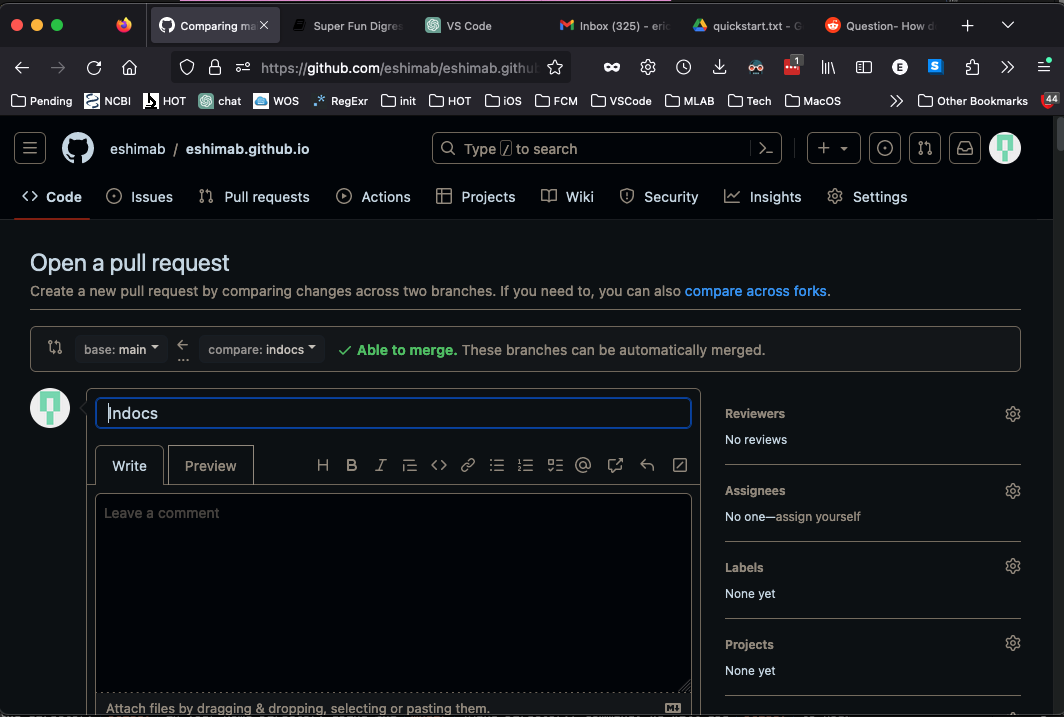 Comparing ma
Super Fun Digres
VS Code
Inbox (325) - eric
quickstart.txt - G
Question- How d
https://github.com/eshimab/eshimab.github
1
E
S
Pending
NCBI
HOT
chat
WOS
.* RegExr
init
HOT
iOS
FCM
VSCode
MLAB
Tech
MacOS
Other Bookmarks
44
eshimab / eshimab.github.io
Type / to search
Code
Issues
Pull requests
Actions
Projects
Wiki
Security
Insights
Settings
Open a pull request
Create a new pull request by comparing changes across two branches. If you need to, you can also compare across forks.
base: main
...
compare: indocs
Able to merge. These branches can be automatically merged.
Indocs
Write
Preview
H B I
Leave a comment
Attach files by dragging & dropping, selecting or pasting them.
Reviewers
No reviews
Assignees
No one—assign yourself
Labels
None yet
Projects
None yet